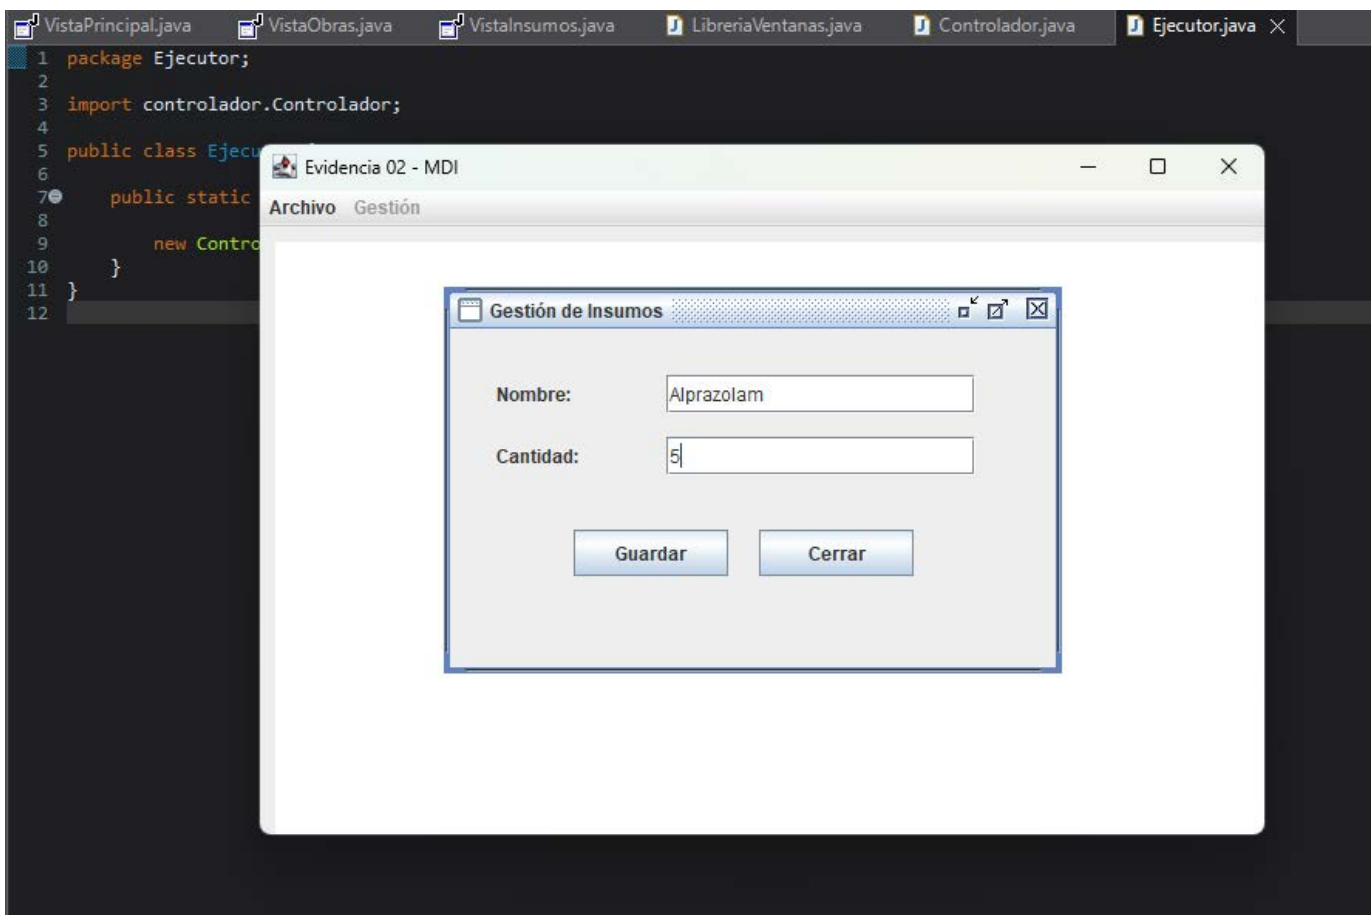 VistaPrincipal.java VistaObras.java VistaInsumos.java LibreriaVentanas.java Controlador.java Ejecutor.java
1 package Ejecutor;
2
3 import controlador.Controlador;
4
5 public class Ejecu
6
7 public static
8
9 new Contro
10 }
11 }
12
Evidencia 02 - MDI
Archivo Gestión
Gestión de Insumos
Nombre: Alprazolam
Cantidad: 5
Guardar Cerrar